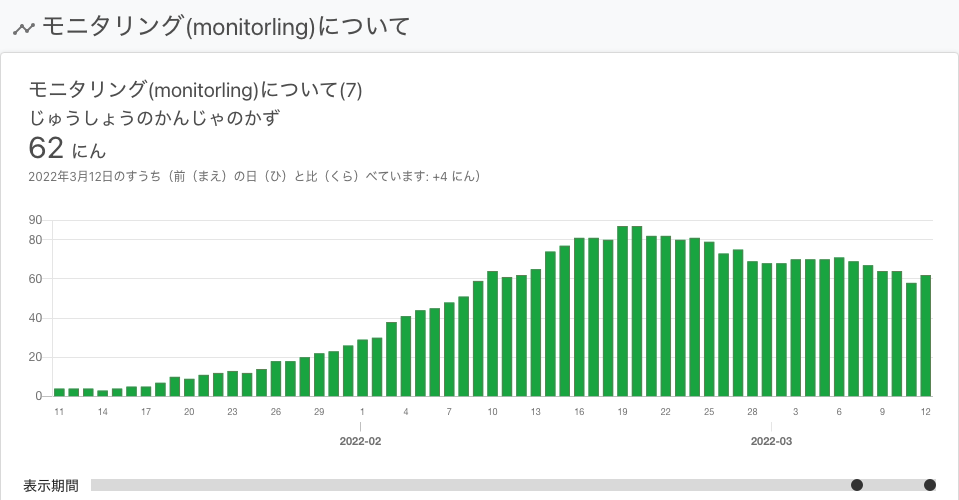 モニタリング(monitorling)について
モニタリング(monitorling)について(7)
じゅうしょうのかんじゃのかず
62 にん
2022年3月12日のすうち（前（まえ）の日（ひ）と比（くら）べています: +4 にん）
90
80
60
40
20
0
11 14 17 20 23 26 29 1 4 7 10 13 16 19 22 25 28 3 6 9 12
2022-02 2022-03
表示期間